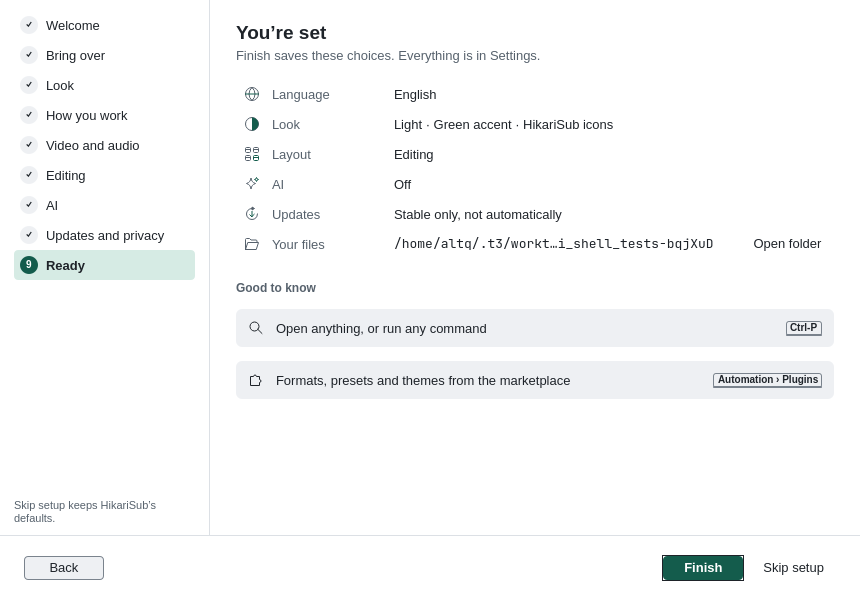 Welcome
Bring over
Look
How you work
Video and audio
Editing
AI
Updates and privacy
9 Ready
Skip setup keeps HikariSub's
defaults.
You’re set
Finish saves these choices. Everything is in Settings.
Language English
Look Light · Green accent · HikariSub icons
Layout Editing
AI Off
Updates Stable only, not automatically
Your files /home/altq/.t3/workt…i_shell_tests-bqjXuD Open folder
Good to know
Open anything, or run any command Ctrl-P
Formats, presets and themes from the marketplace Automation › Plugins
Back Finish Skip setup